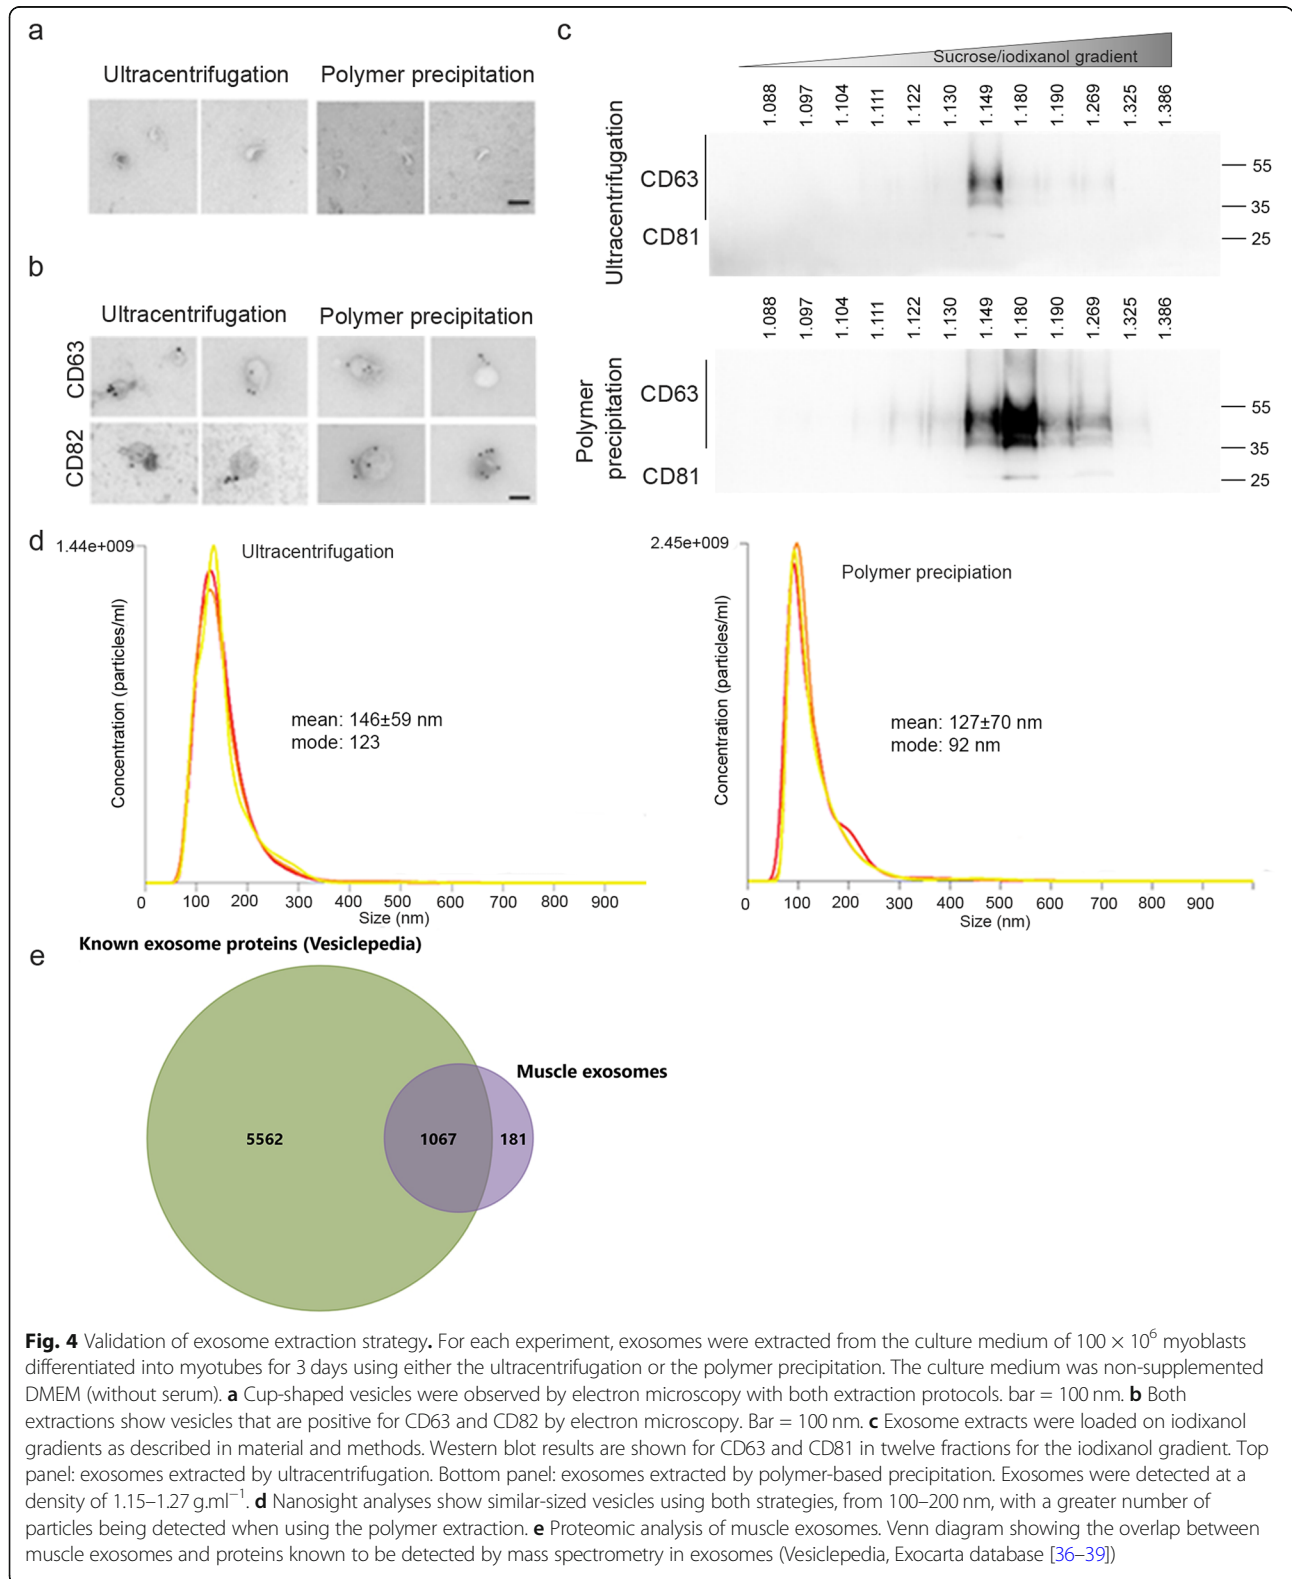 a
Ultracentrifugation Polymer precipitation
b
Ultracentrifugation Polymer precipitation
CD63
CD82
c
Sucrose/iodixanol gradient
1.088 1.097 1.104 1.111 1.122 1.130 1.149 1.180 1.190 1.269 1.325 1.386
Ultracentrifugation
CD63
CD81
55
35
25
1.088 1.097 1.104 1.111 1.122 1.130 1.149 1.180 1.190 1.269 1.325 1.386
Polymer
precipitation
CD63
CD81
55
35
25
d
1.44e+009
Ultracentrifugation
Concentration (particles/ml)
mean: 146±59 nm
mode: 123
0 100 200 300 400 500 600 700 800 900
Size (nm)
2.45e+009
Polymer precipiation
Concentration (particles/ml)
mean: 127±70 nm
mode: 92 nm
0 100 200 300 400 500 600 700 800 900
Size (nm)
e
Known exosome proteins (Vesiclepedia)
Muscle exosomes
5562 1067 181
Fig. 4 Validation of exosome extraction strategy. For each experiment, exosomes were extracted from the culture medium of 100 × 10⁶ myoblasts
differentiated into myotubes for 3 days using either the ultracentrifugation or the polymer precipitation. The culture medium was non-supplemented
DMEM (without serum). a Cup-shaped vesicles were observed by electron microscopy with both extraction protocols. bar = 100 nm. b Both
extractions show vesicles that are positive for CD63 and CD82 by electron microscopy. Bar = 100 nm. c Exosome extracts were loaded on iodixanol
gradients as described in material and methods. Western blot results are shown for CD63 and CD81 in twelve fractions for the iodixanol gradient. Top
panel: exosomes extracted by ultracentrifugation. Bottom panel: exosomes extracted by polymer-based precipitation. Exosomes were detected at a
density of 1.15–1.27 g.ml⁻¹. d Nanosight analyses show similar-sized vesicles using both strategies, from 100–200 nm, with a greater number of
particles being detected when using the polymer extraction. e Proteomic analysis of muscle exosomes. Venn diagram showing the overlap between
muscle exosomes and proteins known to be detected by mass spectrometry in exosomes (Vesiclepedia, Exocarta database [36–39])